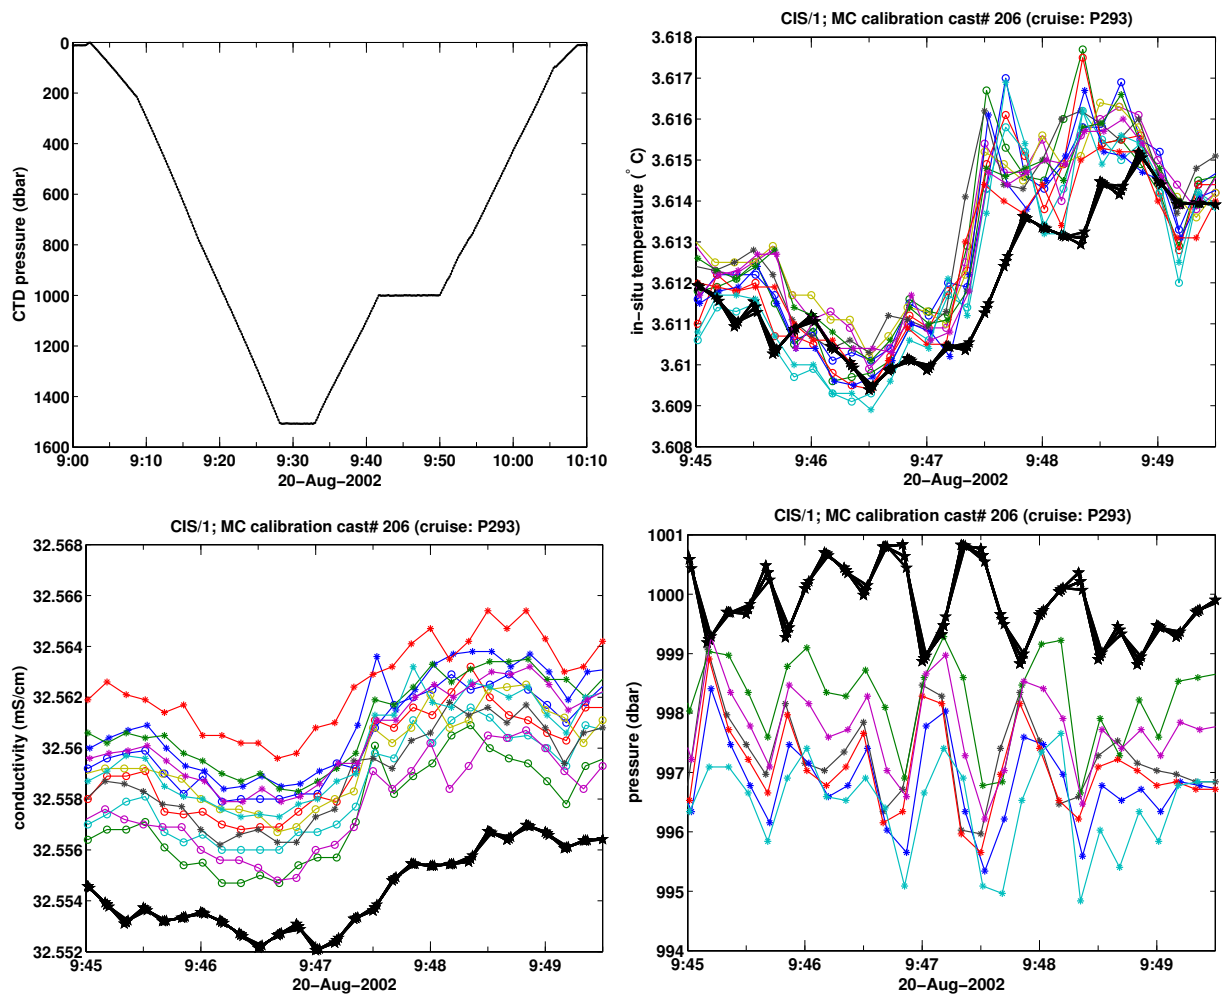 CTD pressure (dbar)
0
200
400
600
800
1000
1200
1400
1600
9:00 9:10 9:20 9:30 9:40 9:50 10:00 10:10
20-Aug-2002
CIS/1; MC calibration cast# 206 (cruise: P293)
in-situ temperature (°C)
3.618
3.617
3.616
3.615
3.614
3.613
3.612
3.611
3.61
3.609
3.608
9:45 9:46 9:47 9:48 9:49
20-Aug-2002
CIS/1; MC calibration cast# 206 (cruise: P293)
conductivity (mS/cm)
32.568
32.566
32.564
32.562
32.56
32.558
32.556
32.554
32.552
9:45 9:46 9:47 9:48 9:49
20-Aug-2002
CIS/1; MC calibration cast# 206 (cruise: P293)
pressure (dbar)
1001
1000
999
998
997
996
995
994
9:45 9:46 9:47 9:48 9:49
20-Aug-2002